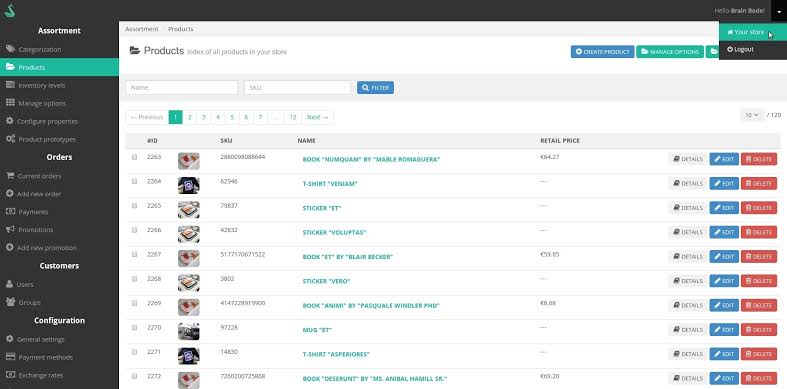 Hello Brain Bode!
Your store
Logout
Assortment
Categorization
Products
Inventory levels
Manage options
Configure properties
Product prototypes
Orders
Current orders
Add new order
Payments
Promotions
Add new promotion
Customers
Users
Groups
Configuration
General settings
Payment methods
Exchange rates
Assortment / Products
Products Index of all products in your store
CREATE PRODUCT MANAGE OPTIONS
Name SKU FILTER
← Previous 1 2 3 4 5 6 7 ... 12 Next → 10 / 120
#ID SKU NAME RETAIL PRICE
2263 2880098088644 BOOK "NUMQUAM" BY "MABLE ROMAGUERA" €64.27 DETAILS EDIT DELETE
2264 62946 T-SHIRT "VENIAM" --- DETAILS EDIT DELETE
2265 79837 STICKER "ET" --- DETAILS EDIT DELETE
2266 42832 STICKER "VOLUPTAS" --- DETAILS EDIT DELETE
2267 5177170671522 BOOK "ET" BY "BLAIR BECKER" €59.85 DETAILS EDIT DELETE
2268 3802 STICKER "VERO" --- DETAILS EDIT DELETE
2269 4147228919900 BOOK "ANIMI" BY "PASQUALE WINDLER PHD" €8.68 DETAILS EDIT DELETE
2270 97228 MUG "ET" --- DETAILS EDIT DELETE
2271 14830 T-SHIRT "ASPERIORES" --- DETAILS EDIT DELETE
2272 7260200725868 BOOK "DESERUNT" BY "MS. ANIBAL HAMILL SR." €69.20 DETAILS EDIT DELETE